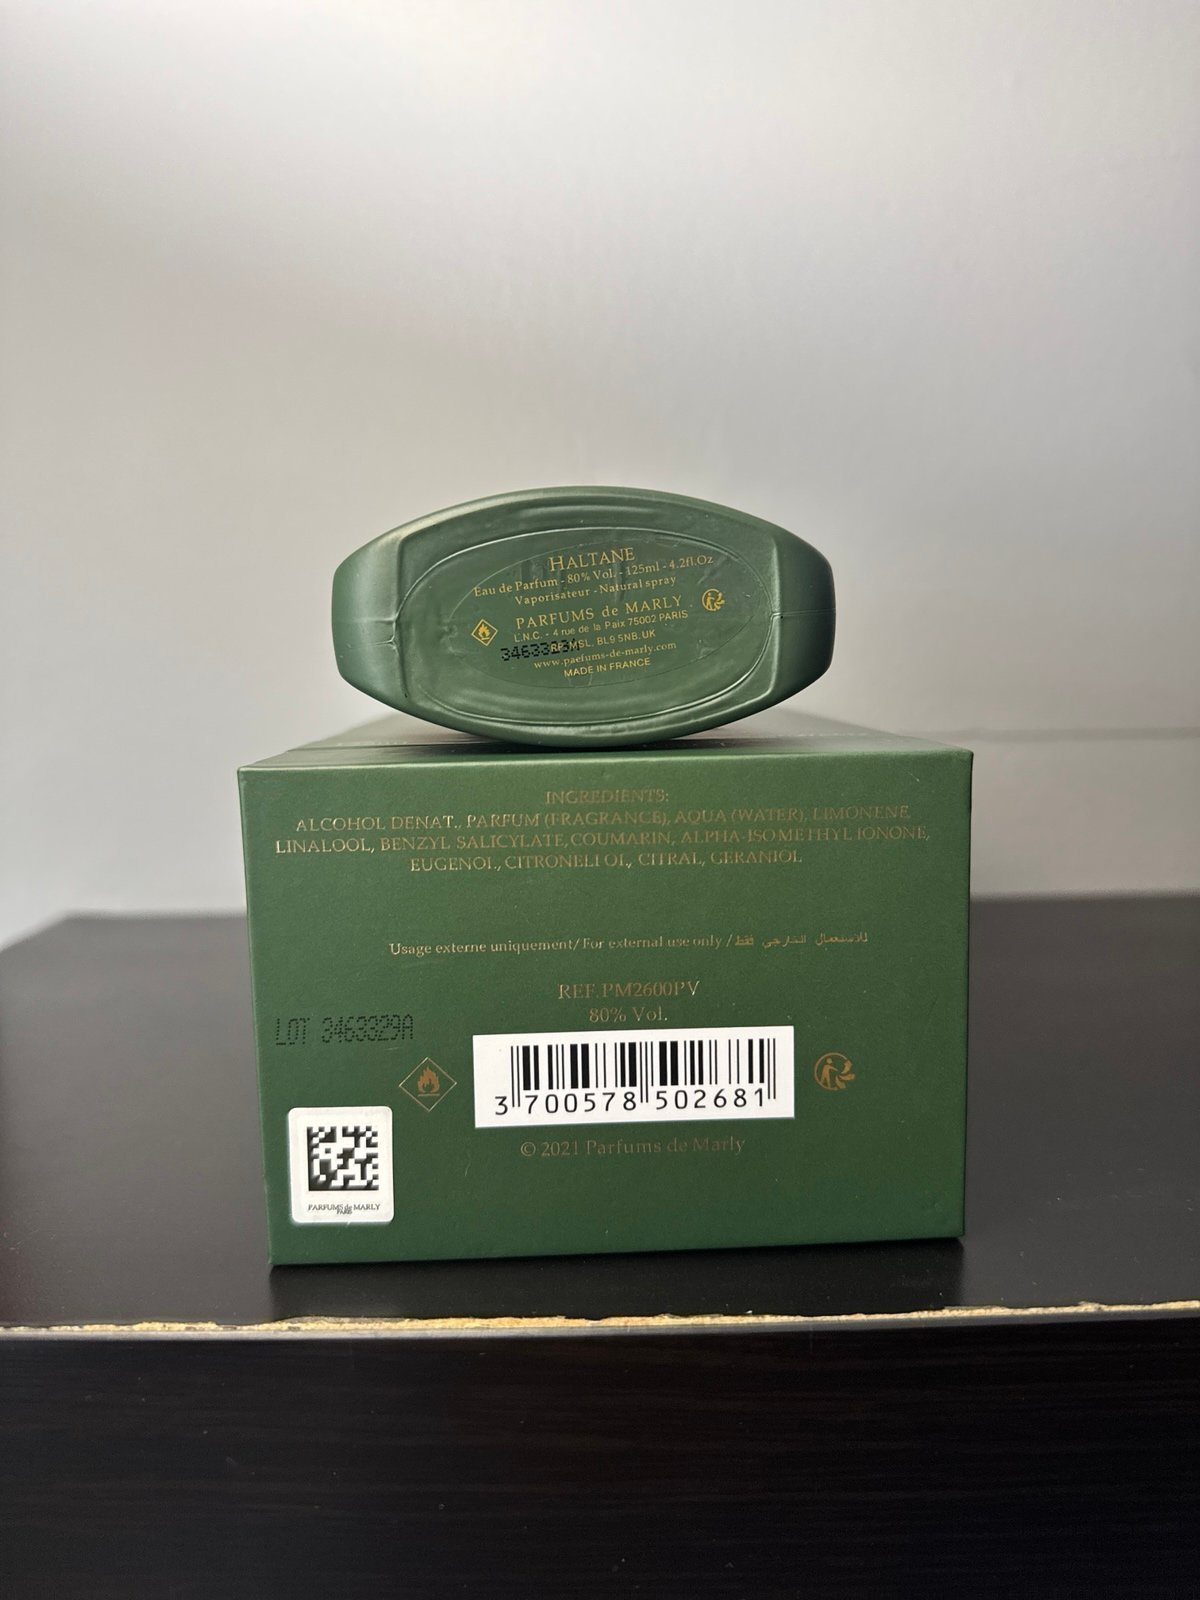 HALTANE
Eau de Parfum - 80% Vol. - 125ml - 4.2fl.Oz
Vaporisateur - Natural spray
PARFUMS de MARLY
L.N.C. - 4 rue de la Paix 75002 PARIS
RP. MSL. BL9 5NB.UK
www.paefums-de-marly.com
MADE IN FRANCE
INGREDIENTS:
ALCOHOL DENAT., PARFUM (FRAGRANCE), AQUA (WATER), LIMONENE
LINALOOL, BENZYL SALICYLATE, COUMARIN, ALPHA-ISOMETHYL IONONE,
EUGENOL, CITRONELLOL, CITRAL, GERANIOL
Usage externe uniquement/ For external use only / للاستعمال الخارجي فقط
REF.PM2600PV
80% Vol.
LOT 3463329A
3 700578 502681
© 2021 Parfums de Marly
PARFUMS de MARLY
PARIS